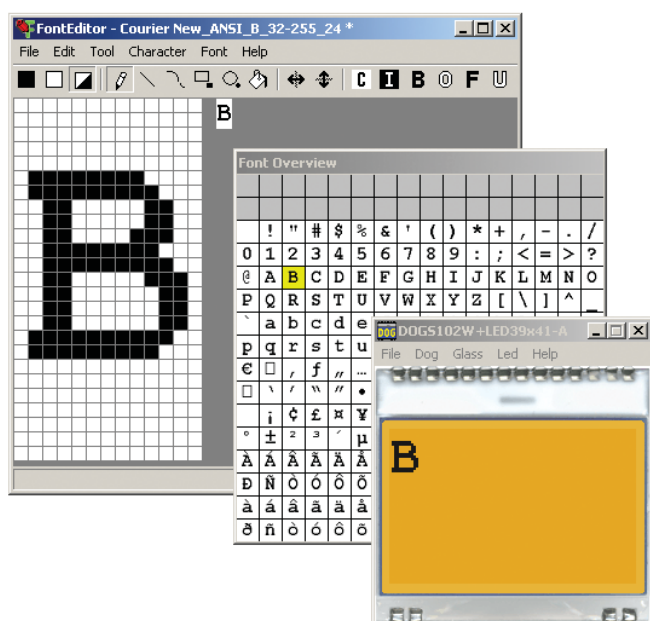 FontEditor - Courier New_ANSI_B_32-255_24 *
File Edit Tool Character Font Help
C I B O F U
B
Font Overview
! " # $ % & ' ( ) * + , - . /
0 1 2 3 4 5 6 7 8 9 : ; < = > ?
@ A B C D E F G H I J K L M N O
P Q R S T U V W X Y Z [ \ ] ^ _
` a b c d e
p q r s t u
€ □ ‚ ƒ „ …
□ ‘ ’ “ ” •
¡ ¢ £ ¤ ¥
° ± ² ³ ´ µ
À Á Â Ã Ä Å
Ð Ñ Ò Ó Ô Õ
à á â ã ä å
ð ñ ò ó ô õ
DOG DOGS102W+LED39x41-A
File Dog Glass Led Help
B